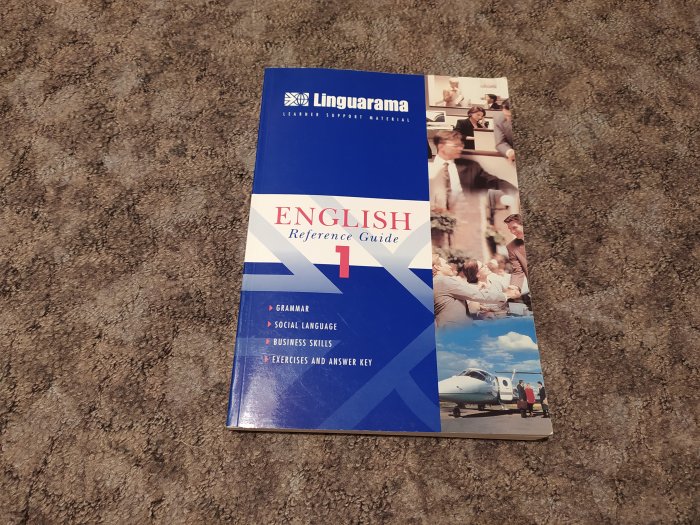 Linguarama
LEARNER SUPPORT MATERIAL
ENGLISH
Reference Guide
1
GRAMMAR
SOCIAL LANGUAGE
BUSINESS SKILLS
EXERCISES AND ANSWER KEY